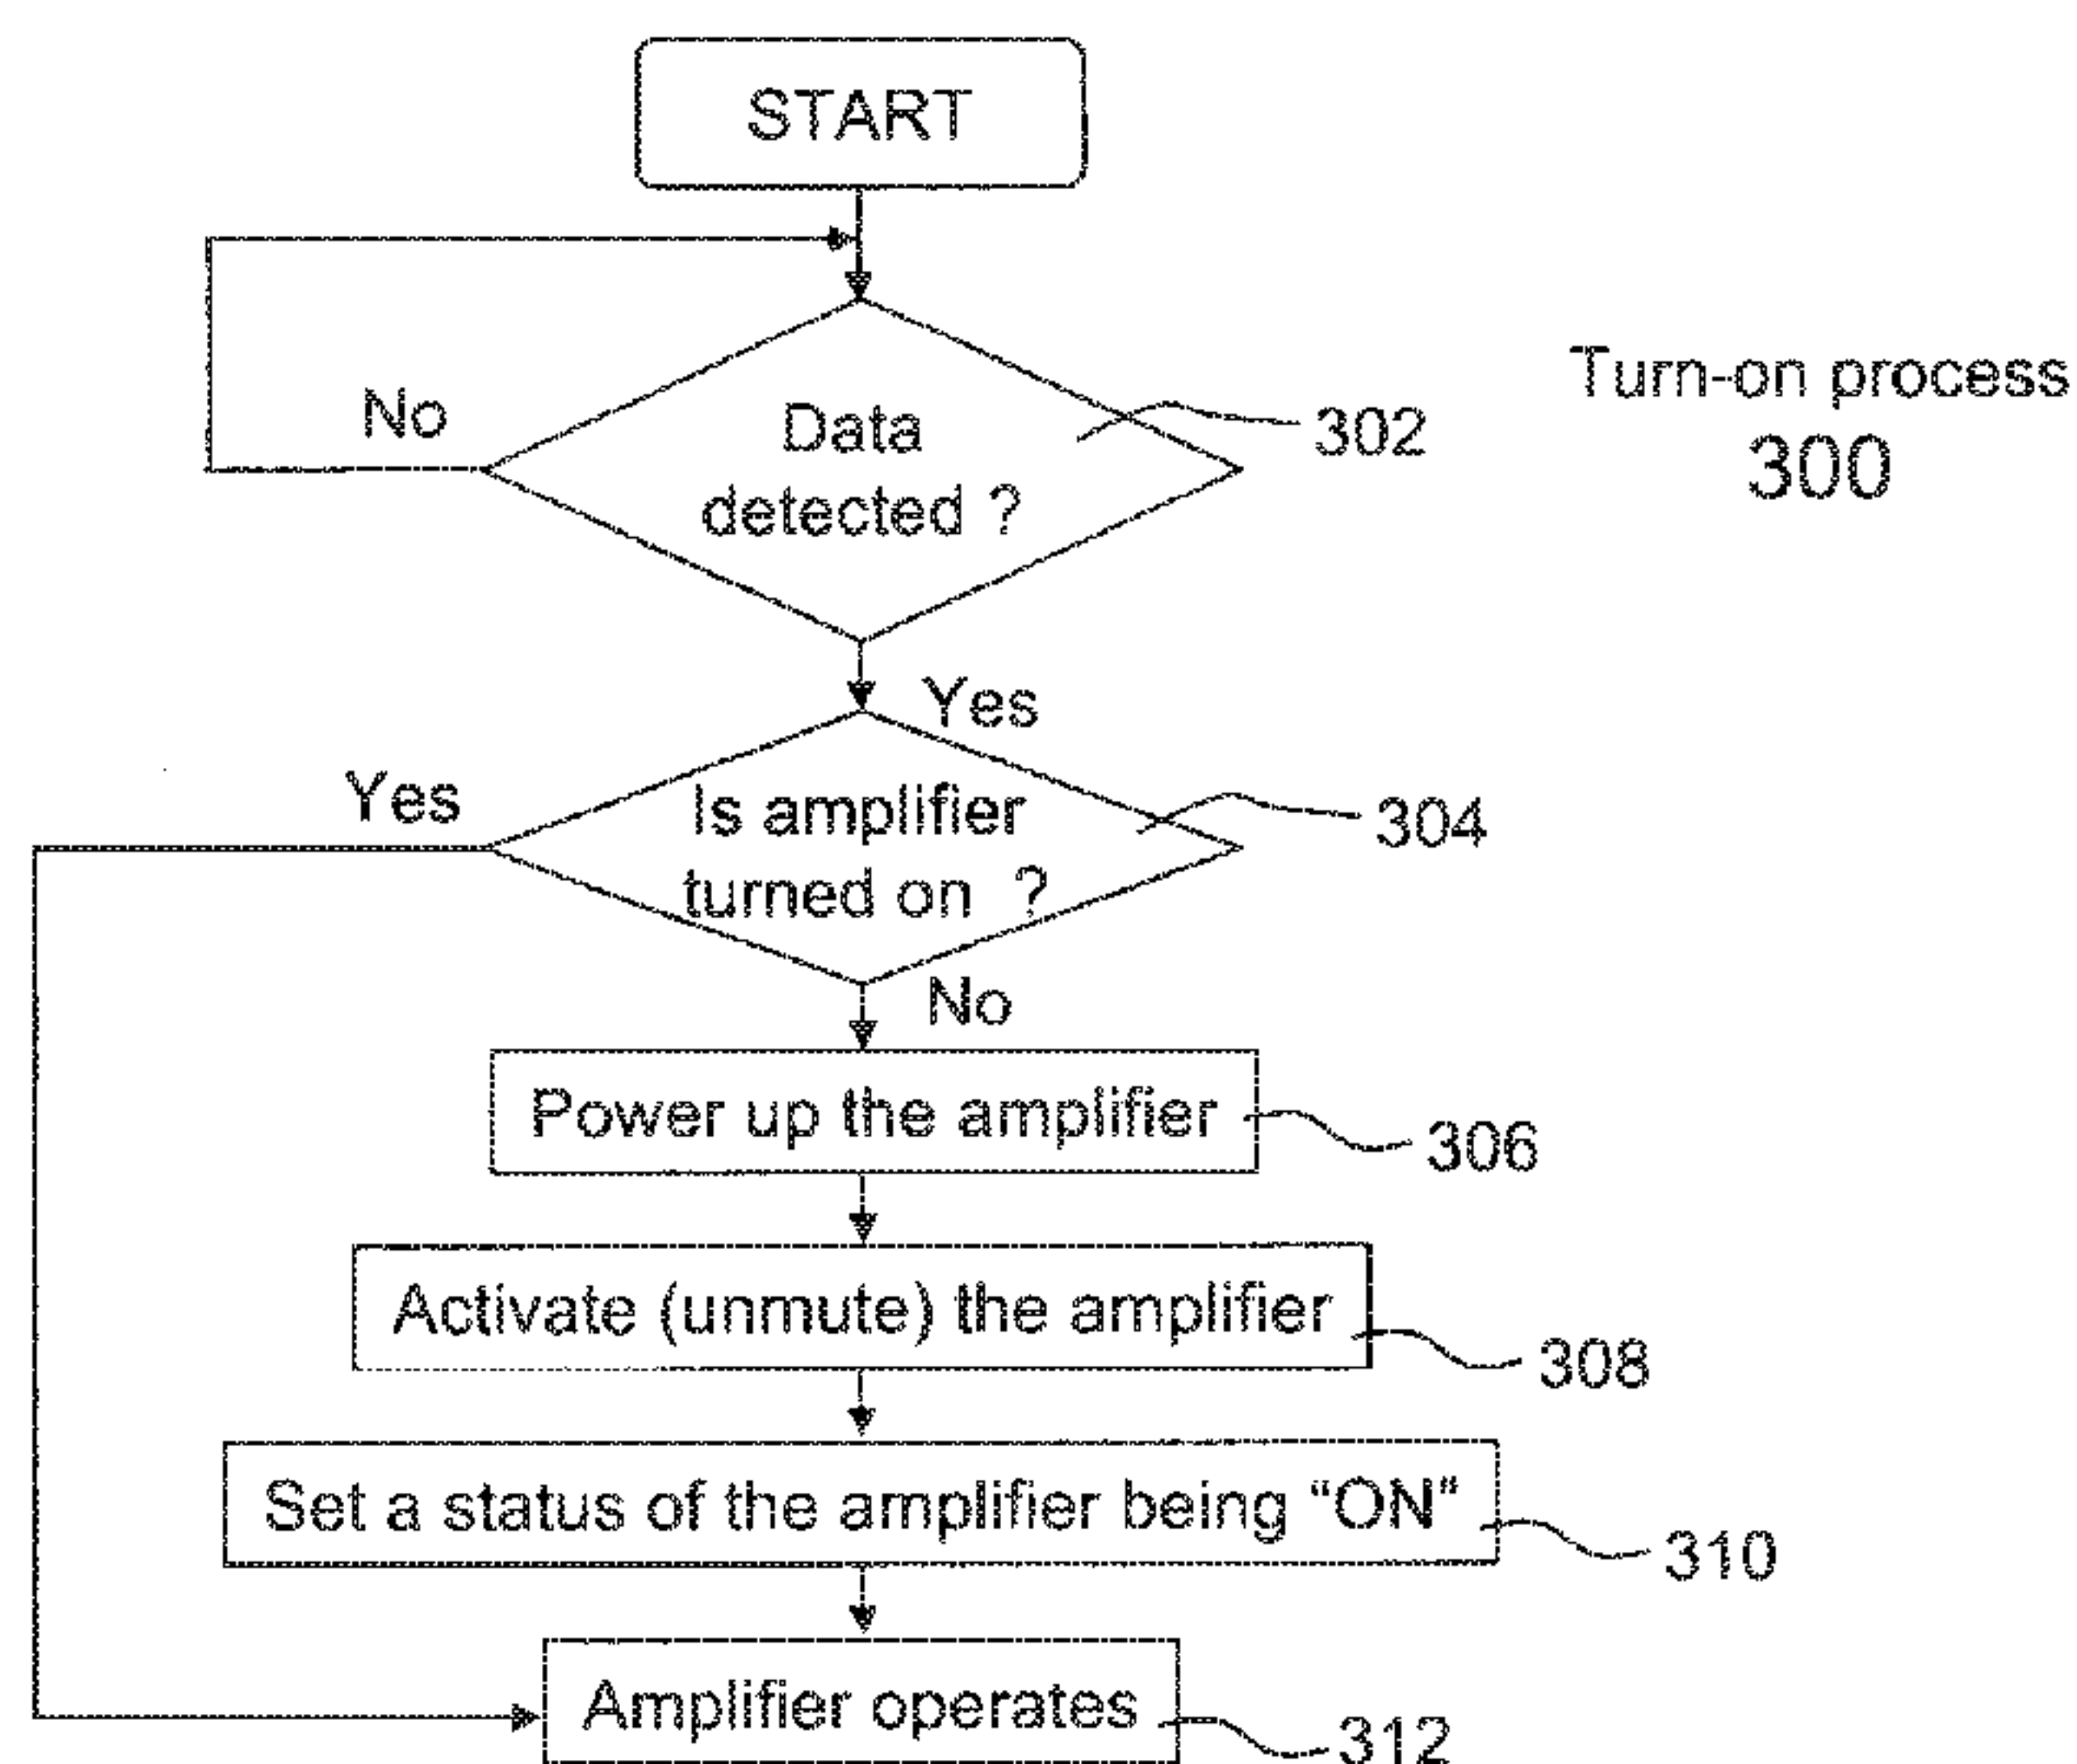 START
No
Data
detected ?
302
Turn-on process
300
Yes
Yes
Is amplifier
turned on ?
304
No
Power up the amplifier
306
Activate (unmute) the amplifier
308
Set a status of the amplifier being “ON“
310
Amplifier operates
312